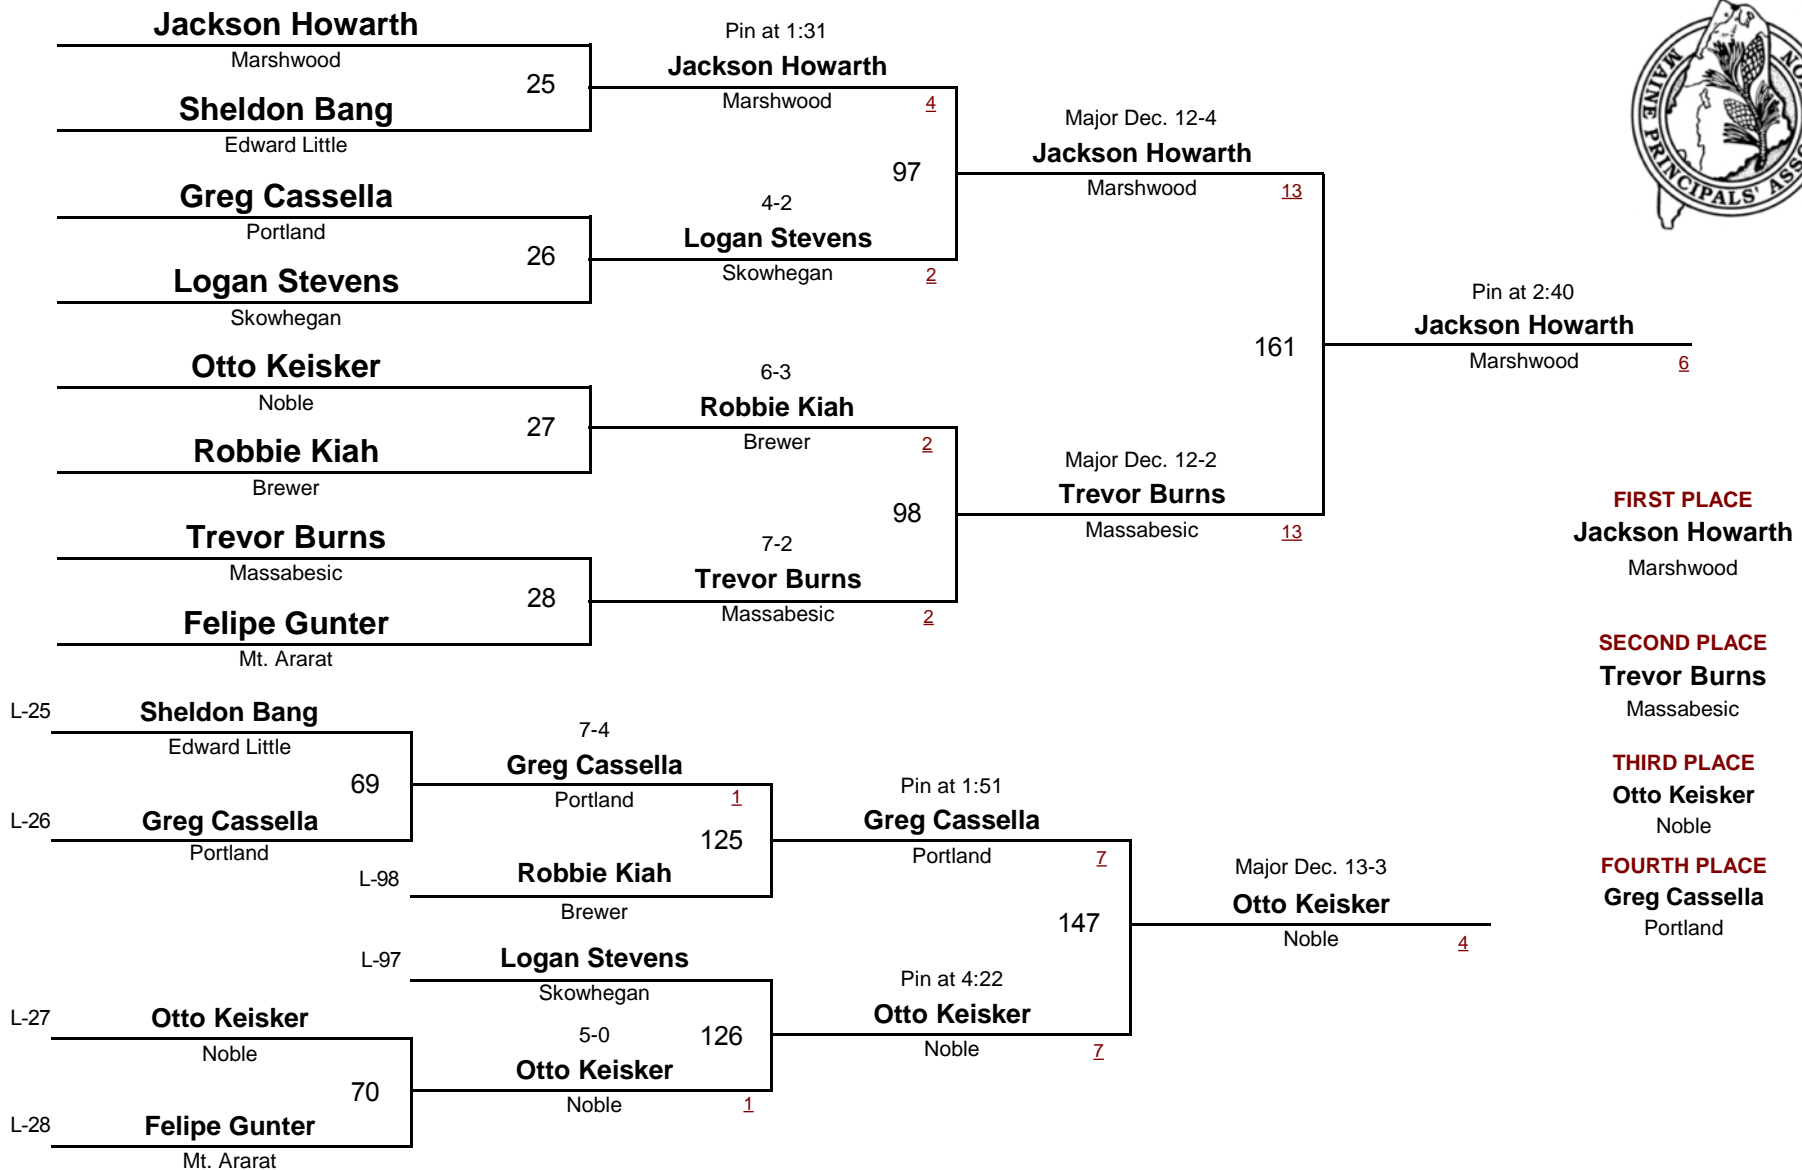 Jackson Howarth
Marshwood
25
Sheldon Bang
Edward Little
Greg Cassella
Portland
26
Logan Stevens
Skowhegan
Otto Keisker
Noble
27
Robbie Kiah
Brewer
Trevor Burns
Massabesic
28
Felipe Gunter
Mt. Ararat
Pin at 1:31
Jackson Howarth
Marshwood 4
97
4-2
Logan Stevens
Skowhegan 2
6-3
Robbie Kiah
Brewer 2
98
7-2
Trevor Burns
Massabesic 2
Major Dec. 12-4
Jackson Howarth
Marshwood 13
161
Major Dec. 12-2
Trevor Burns
Massabesic 13
Pin at 2:40
Jackson Howarth
Marshwood 6
MAINE PRINCIPALS' ASSO
ON
FIRST PLACE
Jackson Howarth
Marshwood
SECOND PLACE
Trevor Burns
Massabesic
THIRD PLACE
Otto Keisker
Noble
FOURTH PLACE
Greg Cassella
Portland
L-25 Sheldon Bang
Edward Little
69
L-26 Greg Cassella
Portland
L-27 Otto Keisker
Noble
70
L-28 Felipe Gunter
Mt. Ararat
7-4
Greg Cassella
Portland 1
125
L-98 Robbie Kiah
Brewer
L-97 Logan Stevens
Skowhegan
126
5-0
Otto Keisker
Noble 1
Pin at 1:51
Greg Cassella
Portland 7
147
Pin at 4:22
Otto Keisker
Noble 7
Major Dec. 13-3
Otto Keisker
Noble 4